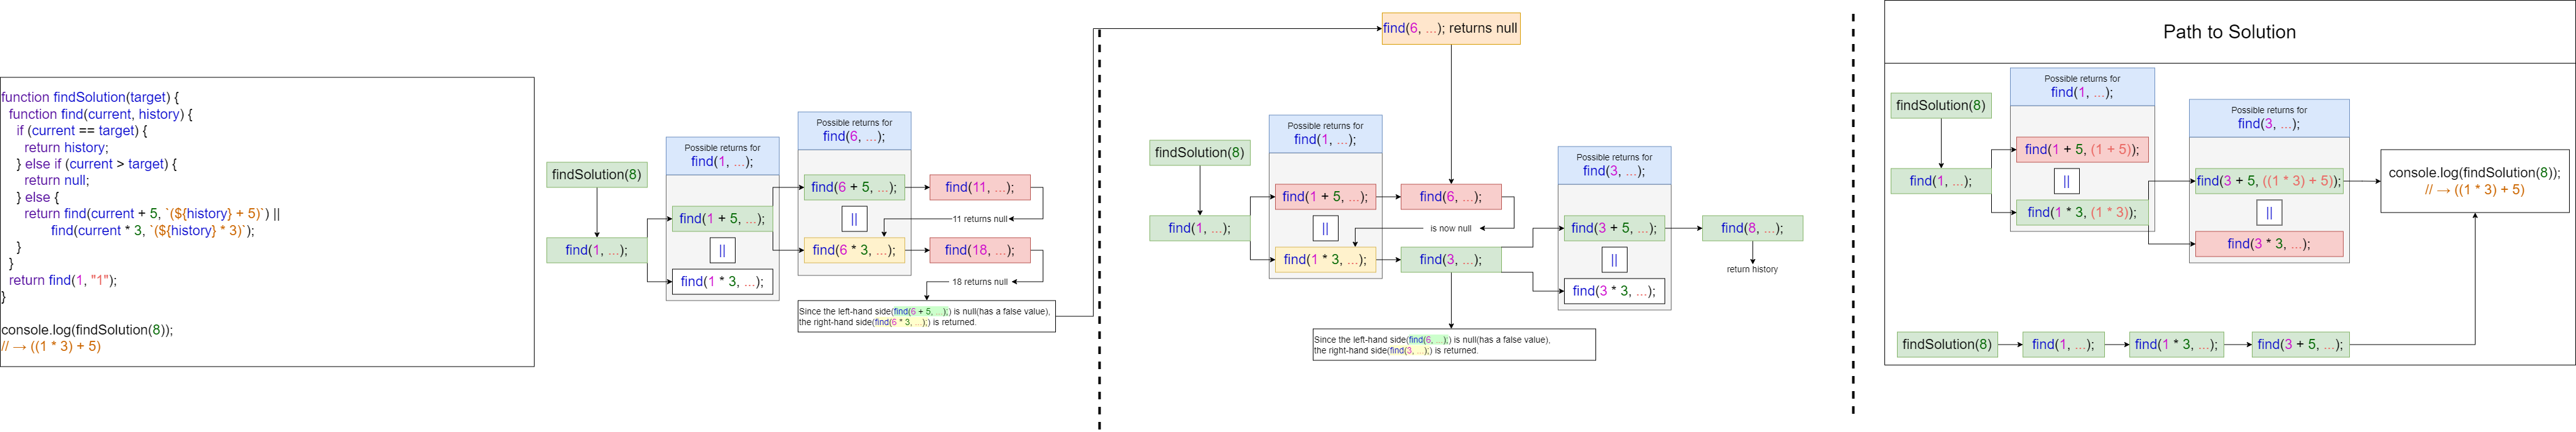 function findSolution(target) {
function find(current, history) {
if (current == target) {
return history;
} else if (current > target) {
return null;
} else {
return find(current + 5, `(${history} + 5)`) ||
find(current * 3, `(${history} * 3)`);
}
}
return find(1, "1");
}
console.log(findSolution(8));
// → ((1 * 3) + 5)
findSolution(8)
find(1, ...);
Possible returns for
find(1, ...);
find(1 + 5, ...);
||
find(1 * 3, ...);
Possible returns for
find(6, ...);
find(6 + 5, ...);
||
find(6 * 3, ...);
find(11, ...);
11 returns null
find(18, ...);
18 returns null
Since the left-hand side(find(6 + 5, ...);) is null(has a false value),
the right-hand side(find(6 * 3, ...);) is returned.
find(6, ...); returns null
findSolution(8)
find(1, ...);
Possible returns for
find(1, ...);
find(1 + 5, ...);
||
find(1 * 3, ...);
find(6, ...);
is now null
find(3, ...);
Since the left-hand side(find(6, ...);) is null(has a false value),
the right-hand side(find(3, ...);) is returned.
Possible returns for
find(3, ...);
find(3 + 5, ...);
||
find(3 * 3, ...);
find(8, ...);
return history
Path to Solution
findSolution(8)
find(1, ...);
Possible returns for
find(1, ...);
find(1 + 5, (1 + 5));
||
find(1 * 3, (1 * 3));
Possible returns for
find(3, ...);
find(3 + 5, ((1 * 3) + 5));
||
find(3 * 3, ...);
console.log(findSolution(8));
// → ((1 * 3) + 5)
findSolution(8)
find(1, ...);
find(1 * 3, ...);
find(3 + 5, ...);